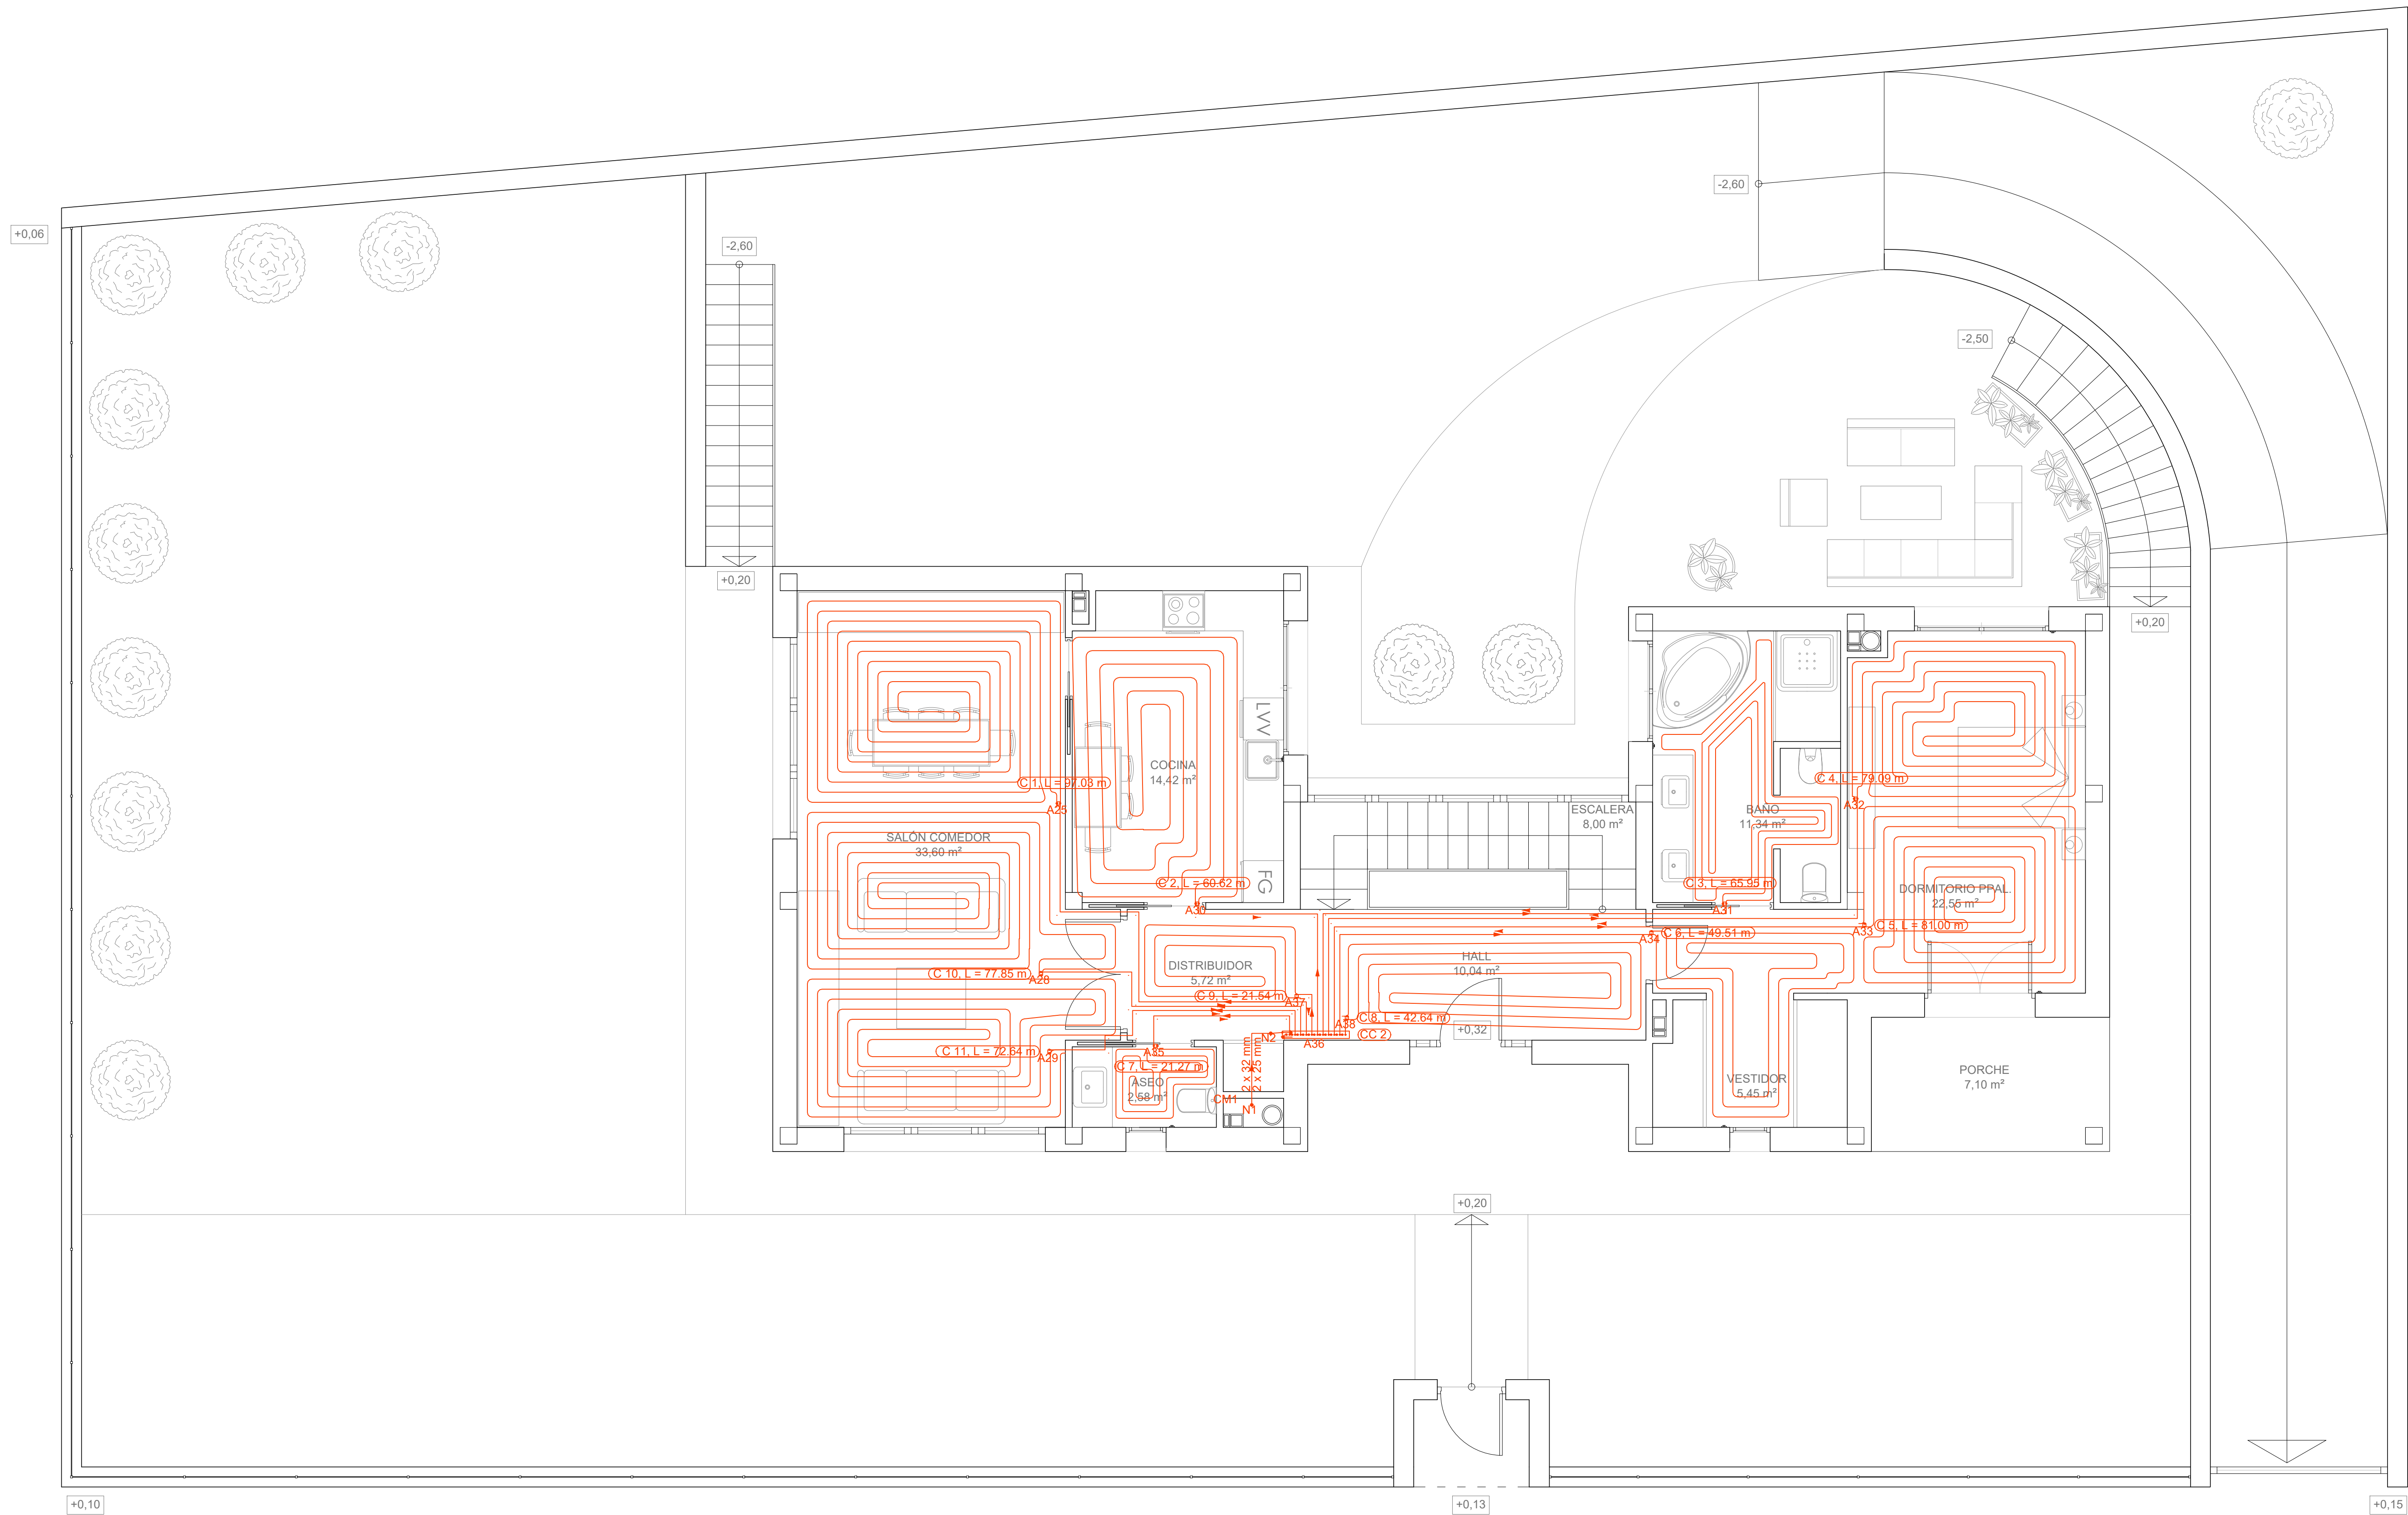 -2,60
+0,06
-2,60
-2,50
+0,20
+0,20
LVV
COCINA
14,42 m²
C 1, L = 97.03 m
A25
C 4, L = 79.09 m
A32
ESCALERA
8,00 m²
BAÑO
11,34 m²
SALÓN COMEDOR
33,60 m²
C 2, L = 60.62 m
FG
A30
C 3, L = 65.95 m
A31
DORMITORIO PPAL.
22,55 m²
C 5, L = 81.00 m
A33
C 6, L = 49.51 m
A34
HALL
10,04 m²
DISTRIBUIDOR
5,72 m²
C 10, L = 77.85 m
A28
C 9, L = 21.54 m
A37
C 8, L = 42.64 m
A38
+0,32
CC 2
N2
A36
C 11, L = 72.64 m
A29
A35
C 7, L = 21.27 m
ASEO
2,58 m²
2 x 32 mm
2 x 25 mm
CM1
N1
VESTIDOR
5,45 m²
PORCHE
7,10 m²
+0,20
+0,10
+0,13
+0,15